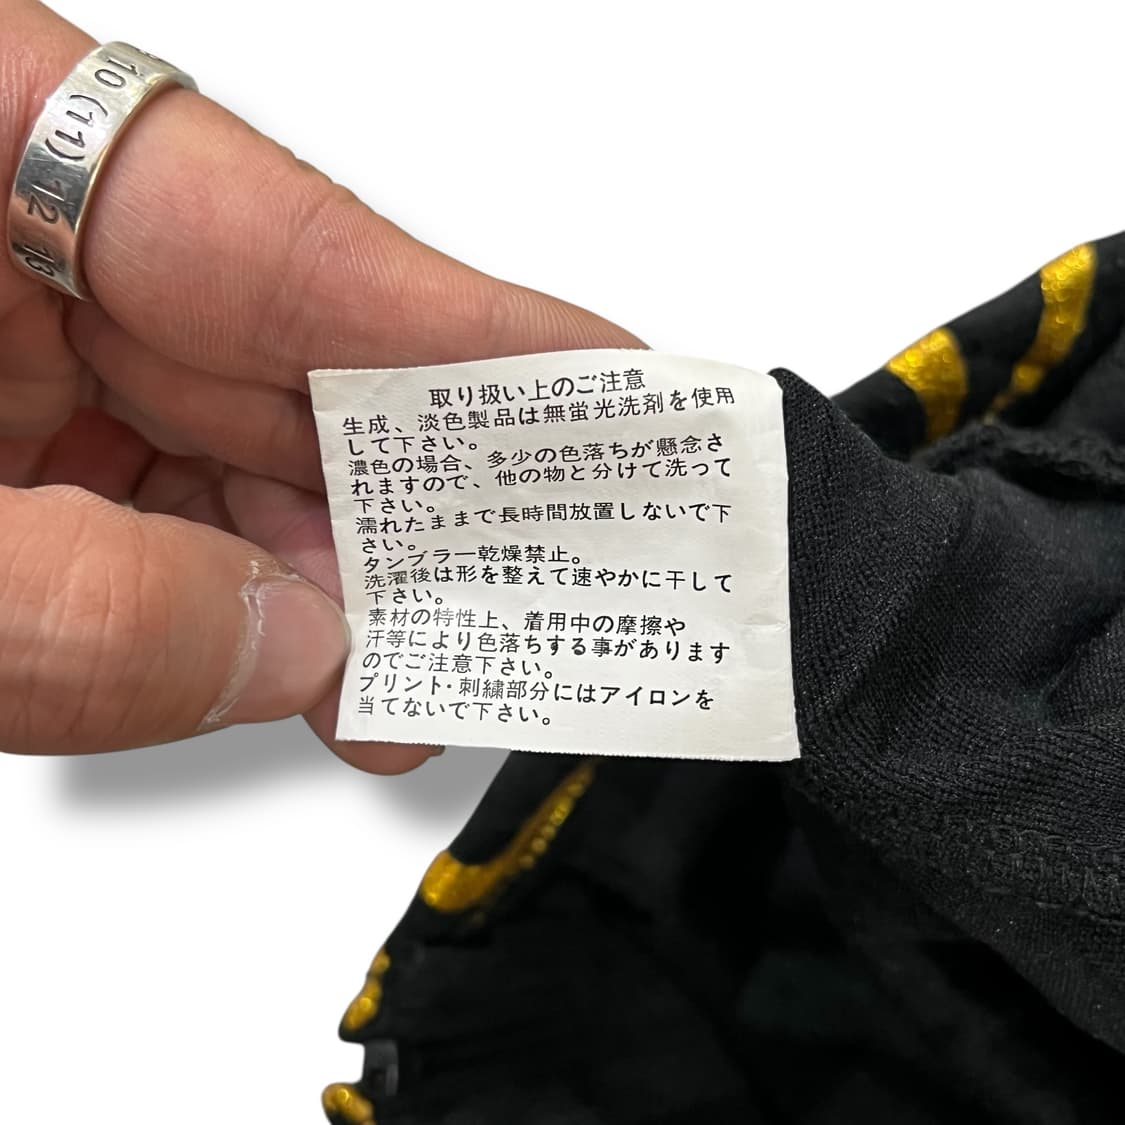 10 (11) 12 13
取り扱い上のご注意
生成、淡色製品は無蛍光洗剤を使用
して下さい。
濃色の場合、多少の色落ちが懸念さ
れますので、他の物と分けて洗って
下さい。
濡れたままで長時間放置しないで下
さい。
タンブラー乾燥禁止。
洗濯後は形を整えて速やかに干して
下さい。
素材の特性上、着用中の摩擦や
汗等により色落ちする事があります
のでご注意下さい。
プリント・刺繍部分にはアイロンを
当てないで下さい。